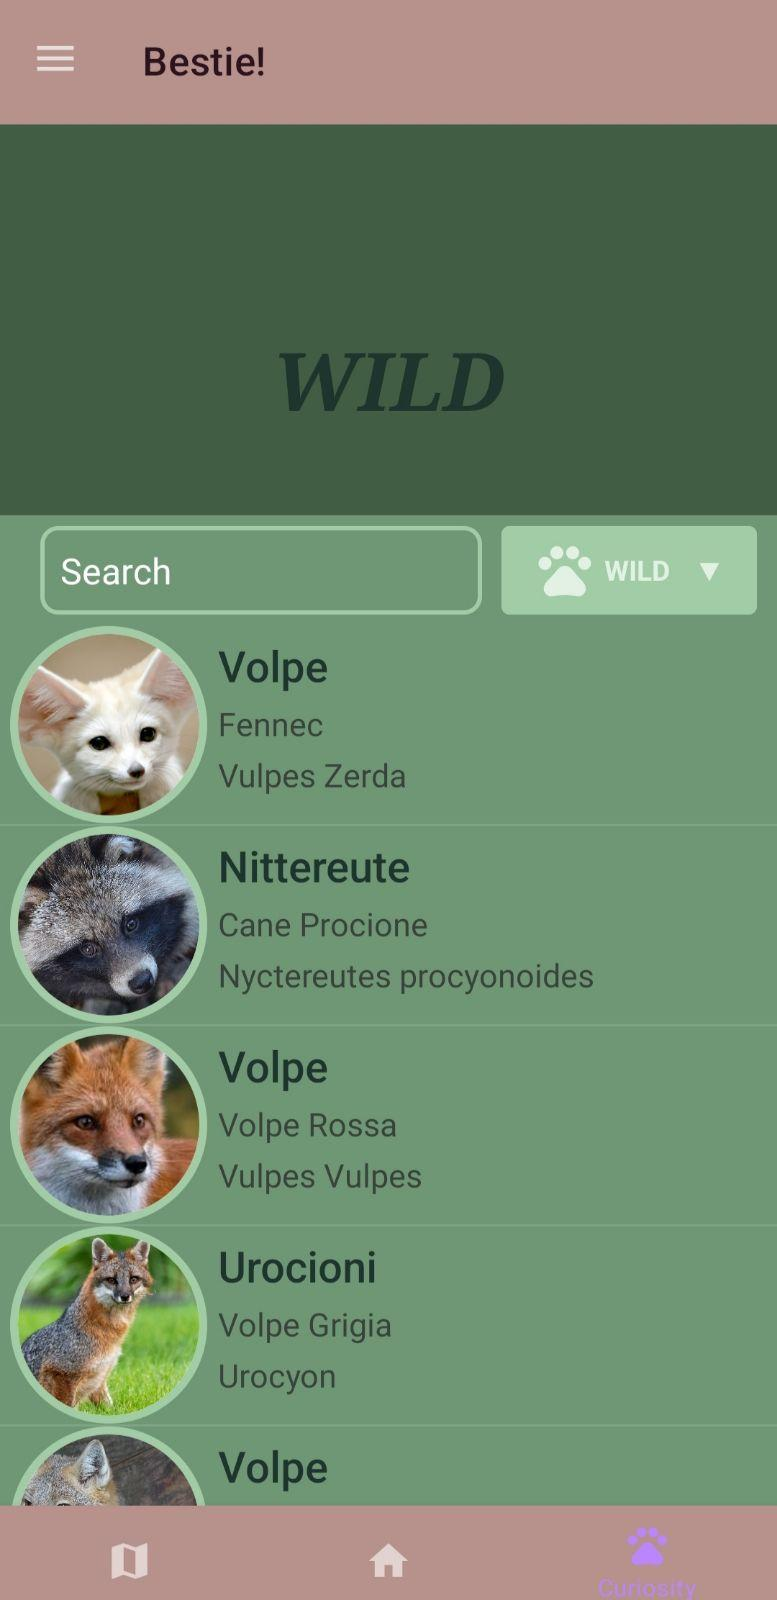 Bestie!
WILD
Search
WILD ▼
Volpe
Fennec
Vulpes Zerda
Nittereute
Cane Procione
Nyctereutes procyonoides
Volpe
Volpe Rossa
Vulpes Vulpes
Urocioni
Volpe Grigia
Urocyon
Volpe
Curiosity